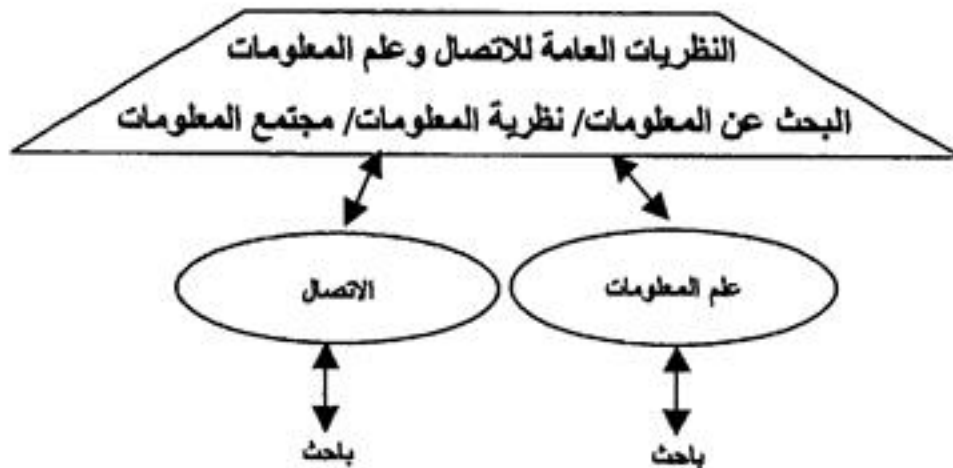 النظريات العامة للاتصال وعلم المعلومات
البحث عن المعلومات/ نظرية المعلومات/ مجتمع المعلومات
علم المعلومات
الاتصال
باحث
باحث